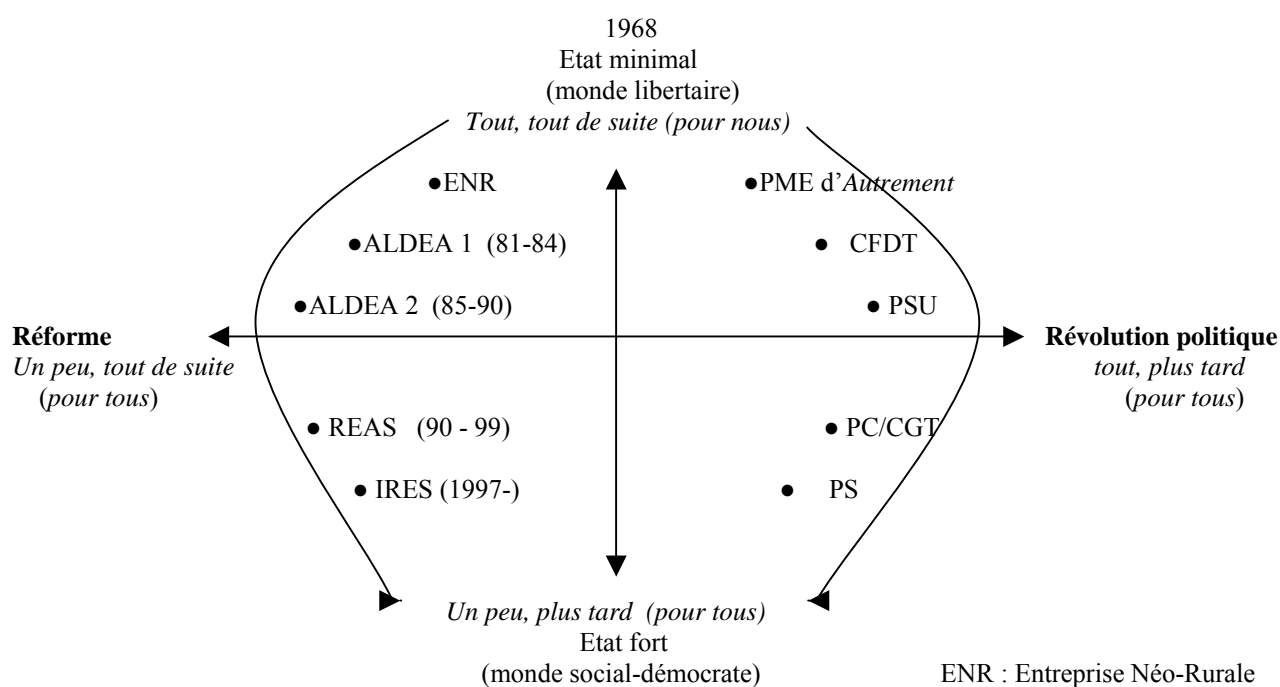 1968
Etat minimal
(monde libertaire)
Tout, tout de suite (pour nous)
●ENR
●PME d’Autrement
●ALDEA 1 (81-84)
● CFDT
●ALDEA 2 (85-90)
● PSU
Réforme
Un peu, tout de suite
(pour tous)
Révolution politique
tout, plus tard
(pour tous)
● REAS (90 - 99)
● PC/CGT
● IRES (1997-)
● PS
Un peu, plus tard (pour tous)
Etat fort
(monde social-démocrate)
ENR : Entreprise Néo-Rurale